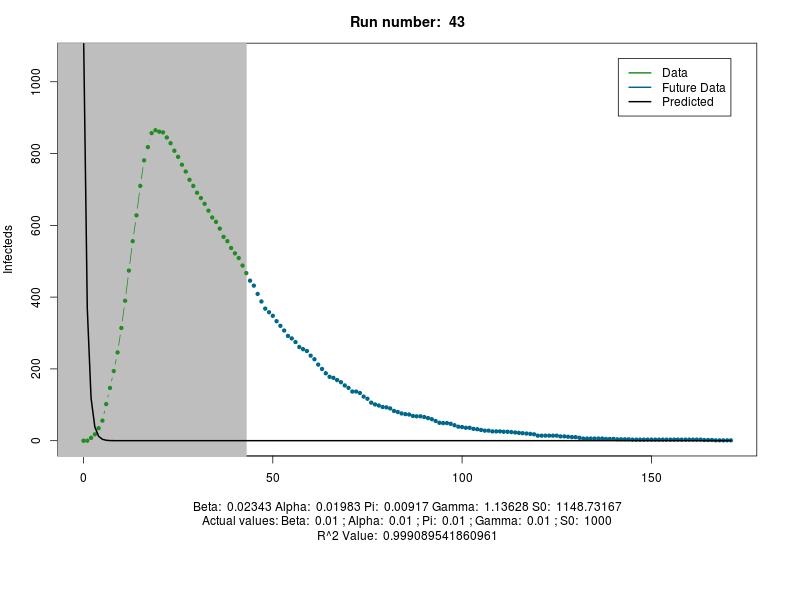 Run number: 43
Data
Future Data
Predicted
Infecteds
1000
800
600
400
200
0
0 50 100 150
Beta: 0.02343 Alpha: 0.01983 Pi: 0.00917 Gamma: 1.13628 S0: 1148.73167
Actual values: Beta: 0.01 ; Alpha: 0.01 ; Pi: 0.01 ; Gamma: 0.01 ; S0: 1000
R^2 Value: 0.999089541860961